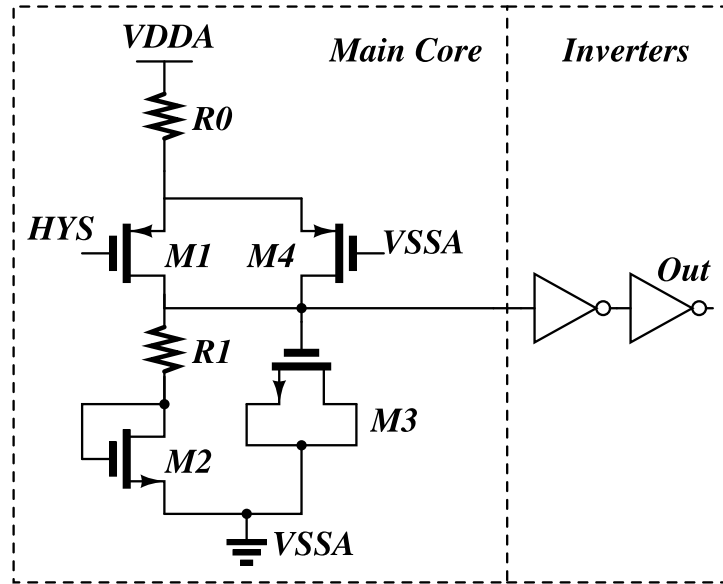 VDDA
Main Core
Inverters
R0
HYS
M1
M4
VSSA
Out
R1
M3
M2
VSSA